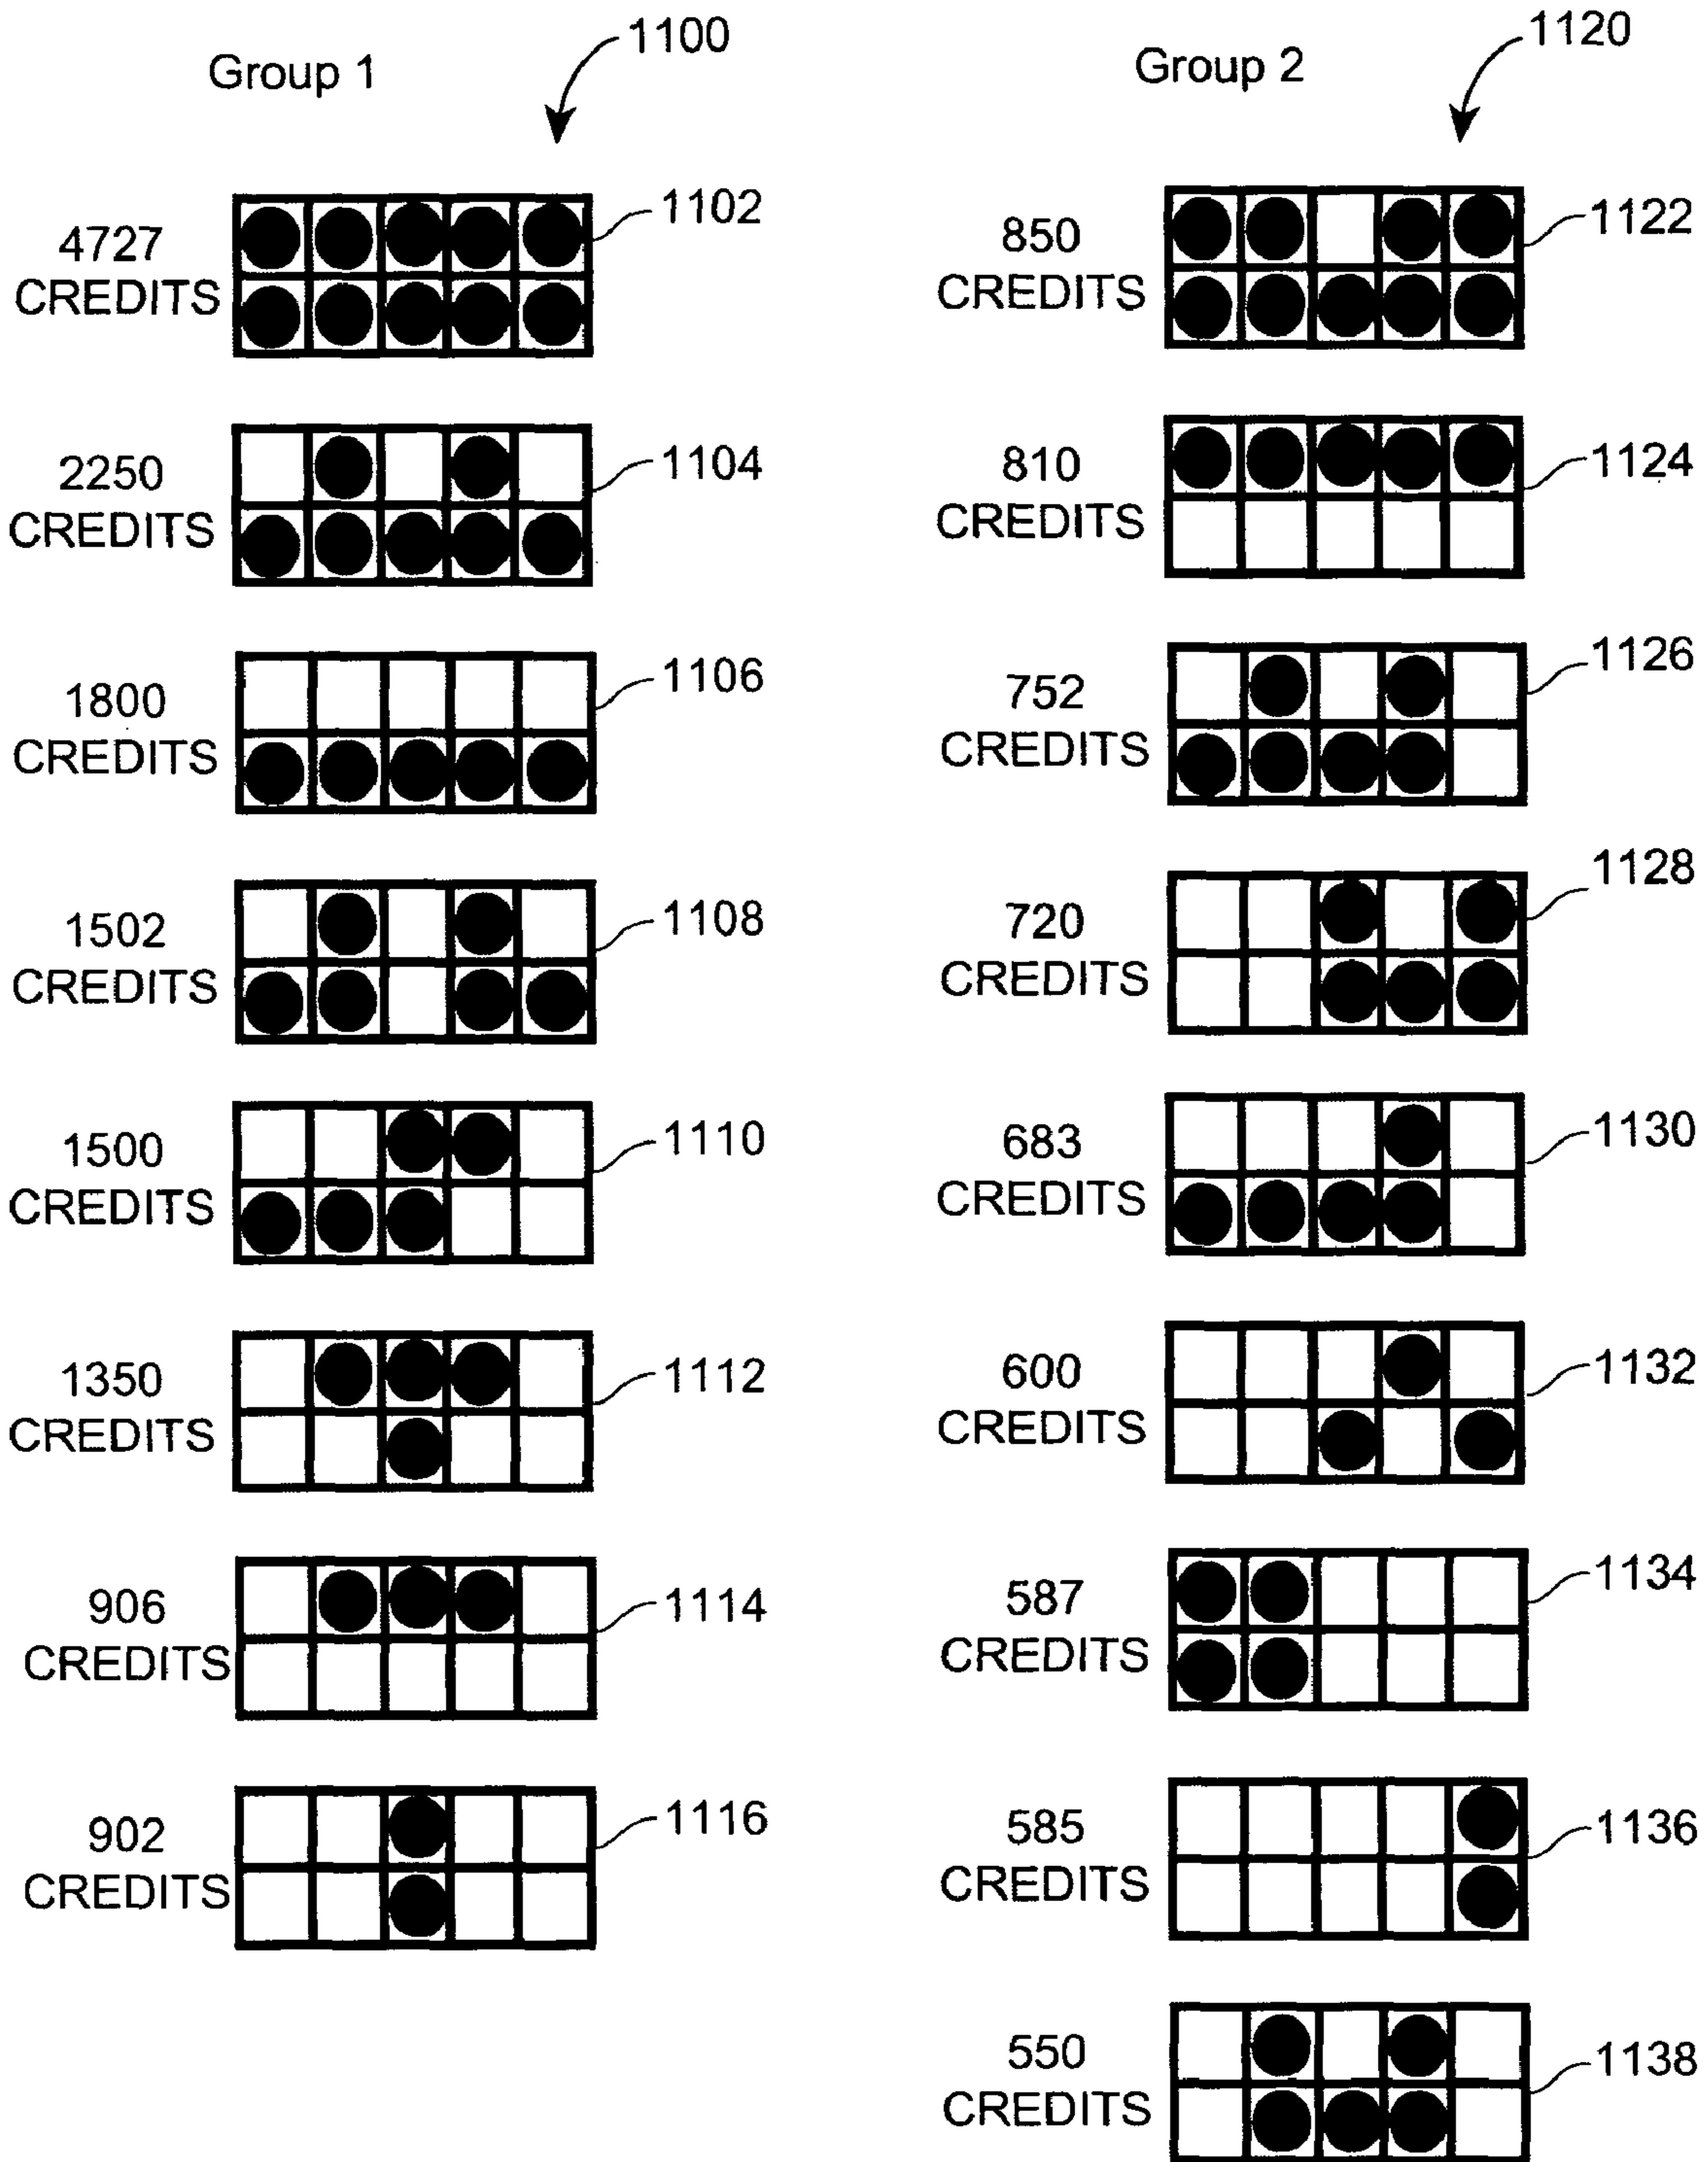 Group 1
1100
4727
CREDITS
1102
2250
CREDITS
1104
1800
CREDITS
1106
1502
CREDITS
1108
1500
CREDITS
1110
1350
CREDITS
1112
906
CREDITS
1114
902
CREDITS
1116
Group 2
1120
850
CREDITS
1122
810
CREDITS
1124
752
CREDITS
1126
720
CREDITS
1128
683
CREDITS
1130
600
CREDITS
1132
587
CREDITS
1134
585
CREDITS
1136
550
CREDITS
1138